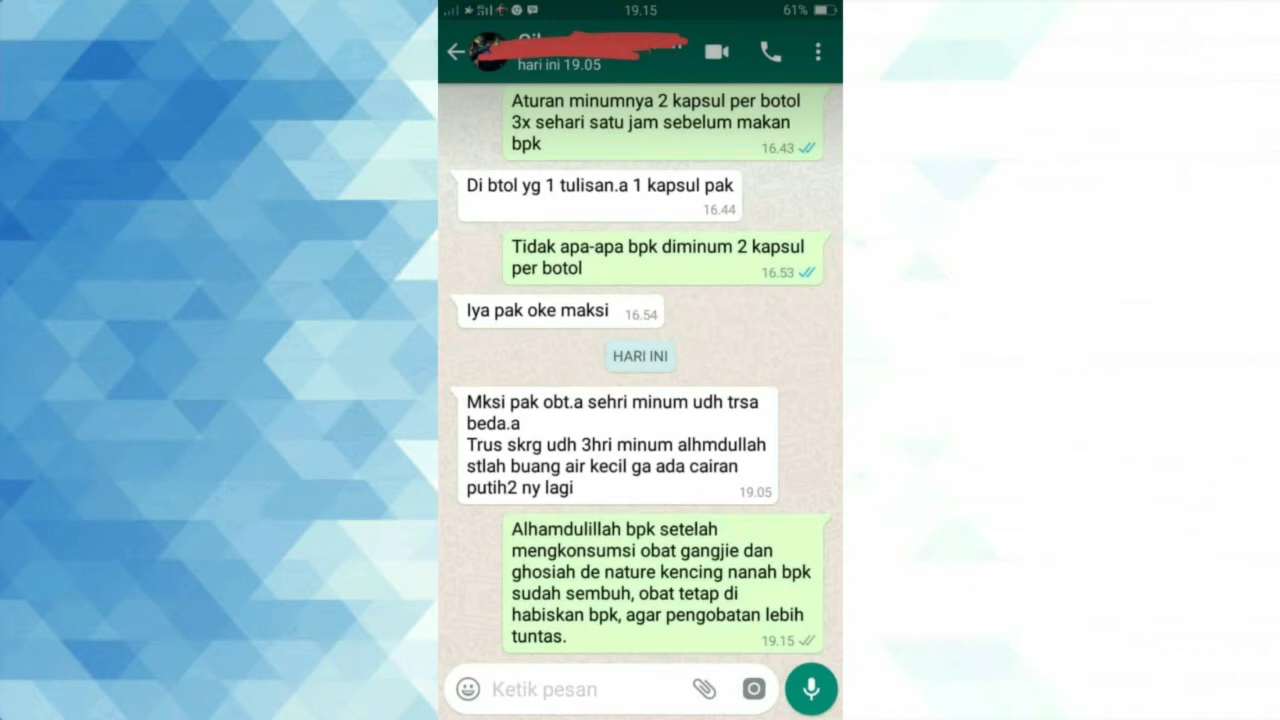 19.15
61%
hari ini 19.05
Aturan minumnya 2 kapsul per botol
3x sehari satu jam sebelum makan
bpk
16.43
Di btol yg 1 tulisan.a 1 kapsul pak
16.44
Tidak apa-apa bpk diminum 2 kapsul
per botol
16.53
Iya pak oke maksi
16.54
HARI INI
Mksi pak obt.a sehri minum udh trsa
beda.a
Trus skrg udh 3hri minum alhmdullah
stlah buang air kecil ga ada cairan
putih2 ny lagi
19.05
Alhamdulillah bpk setelah
mengkonsumsi obat gangjie dan
ghosiah de nature kencing nanah bpk
sudah sembuh, obat tetap di
habiskan bpk, agar pengobatan lebih
tuntas.
19.15
Ketik pesan